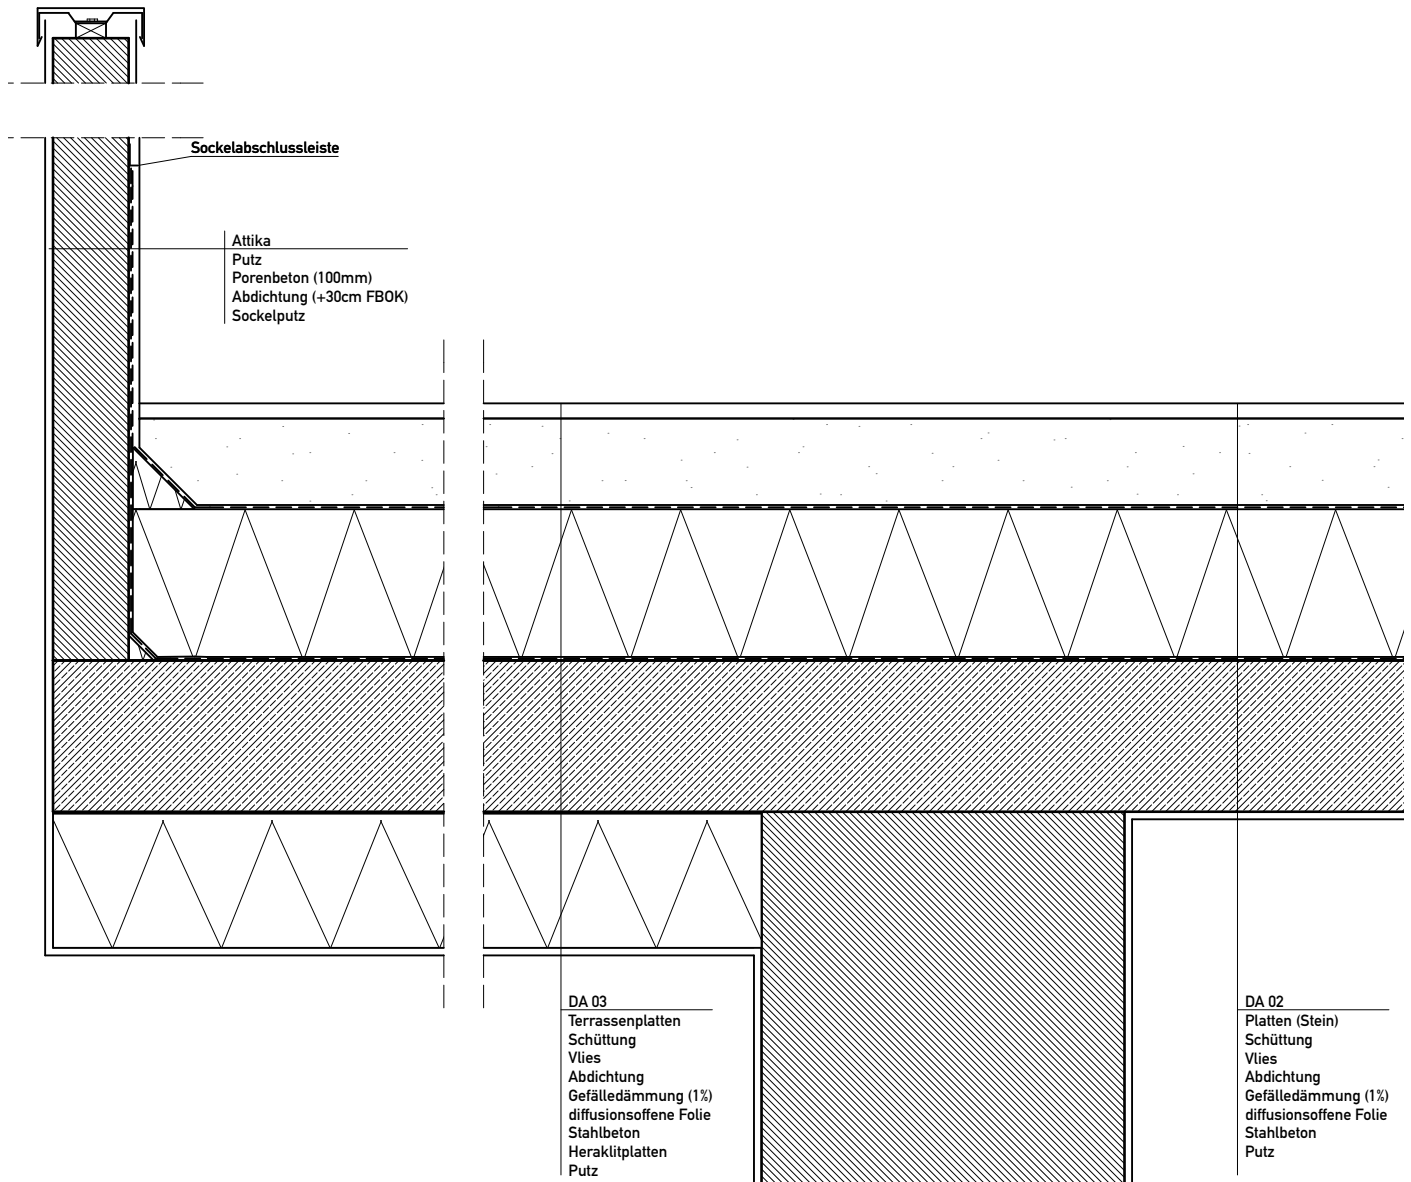 Sockelabschlussleiste
Attika
Putz
Porenbeton (100mm)
Abdichtung (+30cm FBOK)
Sockelputz
DA 03
Terrassenplatten
Schüttung
Vlies
Abdichtung
Gefälledämmung (1%)
diffusionsoffene Folie
Stahlbeton
Heraklitplatten
Putz
DA 02
Platten (Stein)
Schüttung
Vlies
Abdichtung
Gefälledämmung (1%)
diffusionsoffene Folie
Stahlbeton
Putz